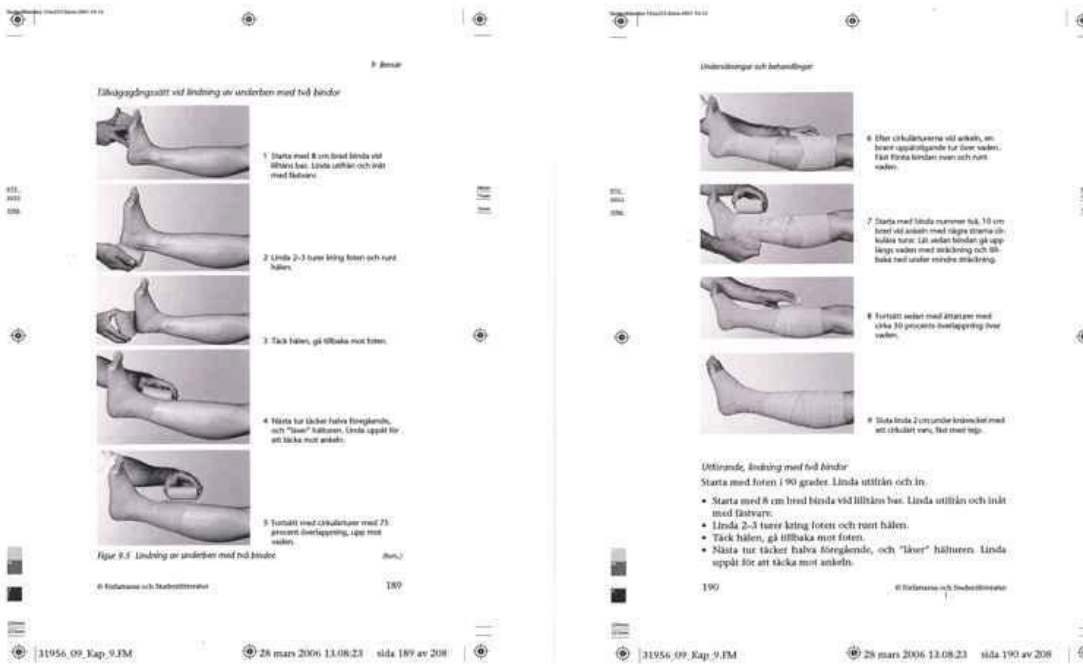 9 Bensår
Tillvägagångssätt vid lindning av underben med två bindor
1 Starta med 8 cm bred binda vid
lilltåns bas. Linda utifrån och inåt
med fästvarv.
2 Linda 2–3 turer kring foten och runt
hälen.
3 Täck hälen, gå tillbaka mot foten.
4 Nästa tur täcker halva föregående,
och "låser" hälturen. Linda uppåt för
att täcka mot ankeln.
5 Fortsätt med cirkulärturer med 75
procent överlappning, upp mot
vaden.
Figur 9.5 Lindning av underben med två bindor.
(forts.)
© Författarna och Studentlitteratur
189
31956_09_Kap_9.FM
28 mars 2006 13.08:23 sida 189 av 208
Undersökningar och behandlingar
6 Efter cirkulärturerna vid ankeln, en
brant uppåtstigande tur över vaden.
Fäst första bindan ovan och runt
vaden.
7 Starta med binda nummer två, 10 cm
bred vid ankeln med några strama cir-
kulära turer. Låt sedan bindan gå upp
längs vaden med sträckning och till-
baka ned under mindre sträckning.
8 Fortsätt sedan med åttaturer med
cirka 50 procents överlappning över
vaden.
9 Sluta linda 2 cm under knävecket med
ett cirkulärt varv, fäst med tejp.
Utförande, lindning med två bindor
Starta med foten i 90 grader. Linda utifrån och in.
• Starta med 8 cm bred binda vid lilltåns bas. Linda utifrån och inåt
med fästvarv.
• Linda 2–3 turer kring foten och runt hälen.
• Täck hälen, gå tillbaka mot foten.
• Nästa tur täcker halva föregående, och "låser" hälturen. Linda
uppåt för att täcka mot ankeln.
190
© Författarna och Studentlitteratur
31956_09_Kap_9.FM
28 mars 2006 13.08:23 sida 190 av 208